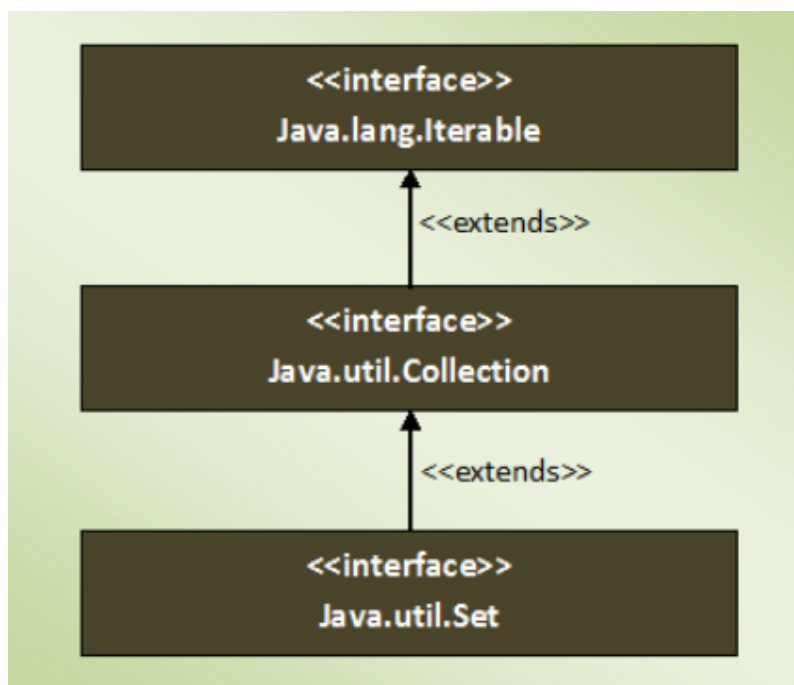 <<interface>>
Java.lang.Iterable
<<extends>>
<<interface>>
Java.util.Collection
<<extends>>
<<interface>>
Java.util.Set